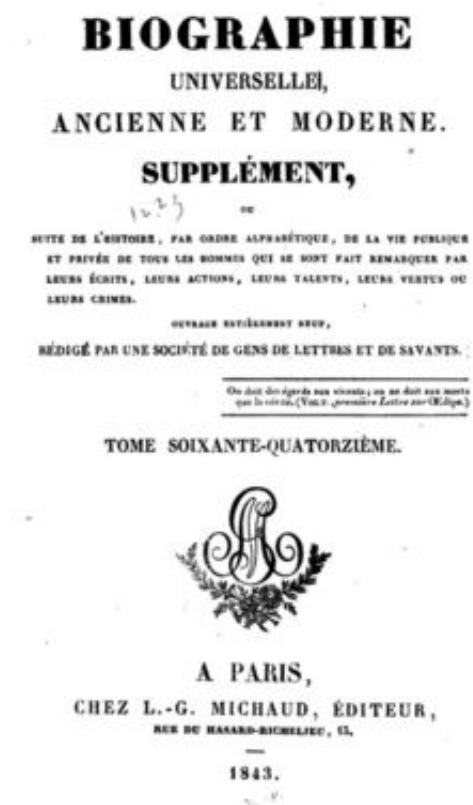 BIOGRAPHIE
UNIVERSELLE,
ANCIENNE ET MODERNE.
SUPPLÉMENT,
OU
SUITE DE L'HISTOIRE, PAR ORDRE ALPHABÉTIQUE, DE LA VIE PUBLIQUE
ET PRIVÉE DE TOUS LES HOMMES QUI SE SONT FAIT REMARQUER PAR
LEURS ÉCRITS, LEURS ACTIONS, LEURS TALENTS, LEURS VERTUS OU
LEURS CRIMES.
OUVRAGE ENTIÈREMENT NEUF,
RÉDIGÉ PAR UNE SOCIÉTÉ DE GENS DE LETTRES ET DE SAVANTS.
On doit des égards aux vivants; on ne doit aux morts
que la vérité. (VOLT., première Lettre sur Œdipe.)
TOME SOIXANTE-QUATORZIÈME.
A PARIS,
CHEZ L.-G. MICHAUD, ÉDITEUR,
RUE DU HASARD-RICHELIEU, 13.
1843.